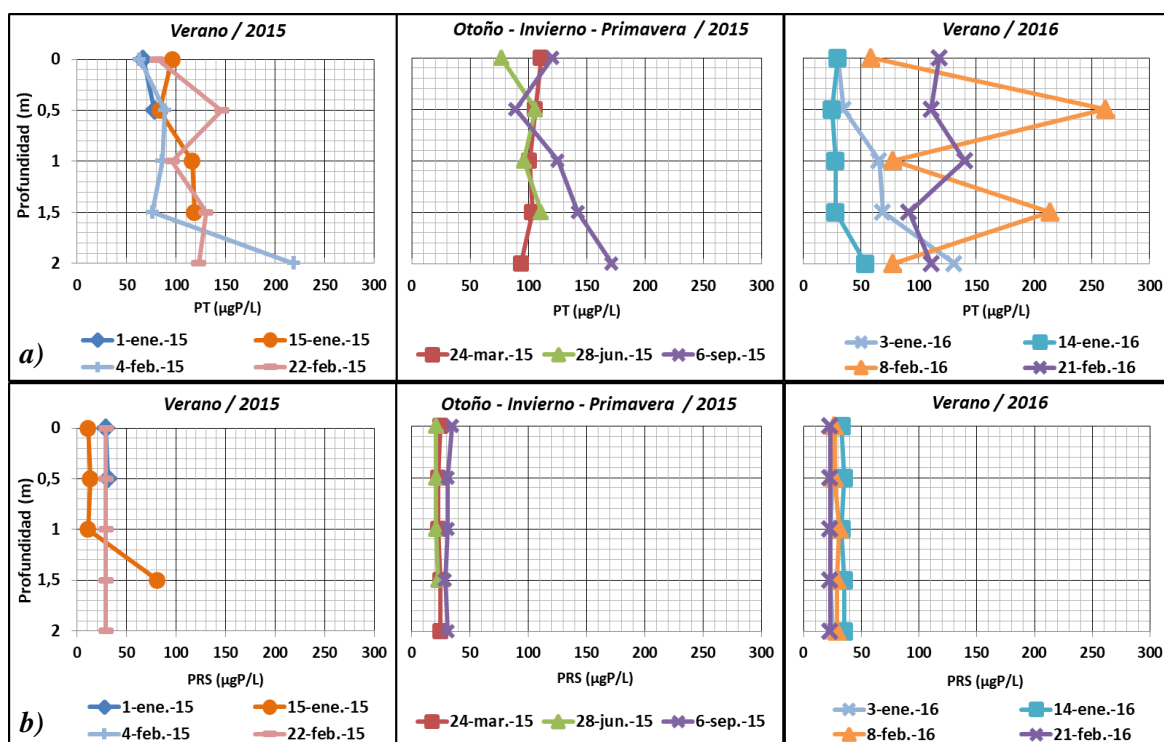 Verano / 2015
0
0,5
1
1,5
2
Profundidad (m)
0 50 100 150 200 250 300
PT (µgP/L)
1-ene.-15 15-ene.-15
4-feb.-15 22-feb.-15
a)
Otoño - Invierno - Primavera / 2015
0 50 100 150 200 250 300
PT (µgP/L)
24-mar.-15 28-jun.-15 6-sep.-15
Verano / 2016
0 50 100 150 200 250 300
PT (µgP/L)
3-ene.-16 14-ene.-16
8-feb.-16 21-feb.-16
Verano / 2015
0
0,5
1
1,5
2
Profundidad (m)
0 50 100 150 200 250 300
PRS (µgP/L)
1-ene.-15 15-ene.-15
4-feb.-15 22-feb.-15
b)
Otoño - Invierno - Primavera / 2015
0 50 100 150 200 250 300
PRS (µgP/L)
24-mar.-15 28-jun.-15 6-sep.-15
Verano / 2016
0 50 100 150 200 250 300
PRS (µgP/L)
3-ene.-16 14-ene.-16
8-feb.-16 21-feb.-16